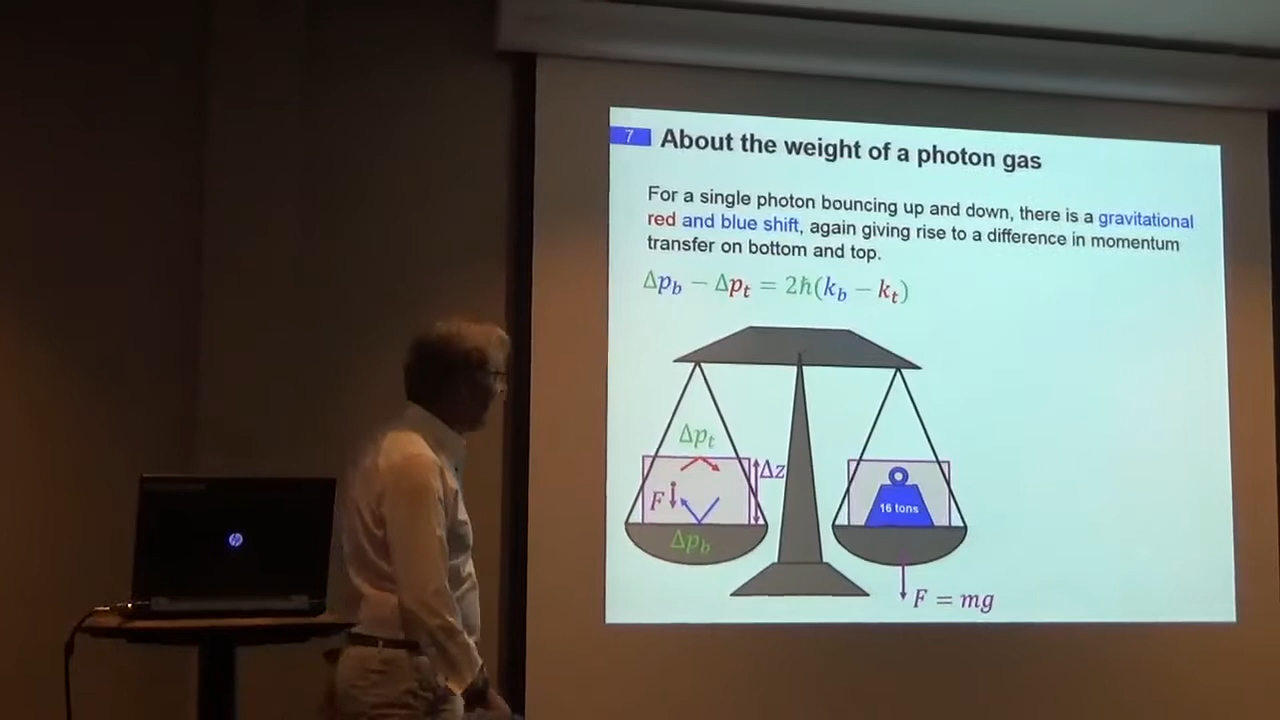 7 About the weight of a photon gas
For a single photon bouncing up and down, there is a gravitational
red and blue shift, again giving rise to a difference in momentum
transfer on bottom and top.
Δp_b − Δp_t = 2ħ(k_b − k_t)
Δp_t
Δz
F
16 tons
Δp_b
F = mg
hp